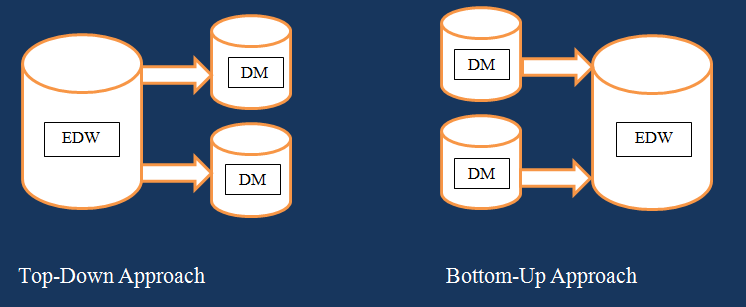 DM
EDW
DM
Top-Down Approach
DM
EDW
DM
Bottom-Up Approach